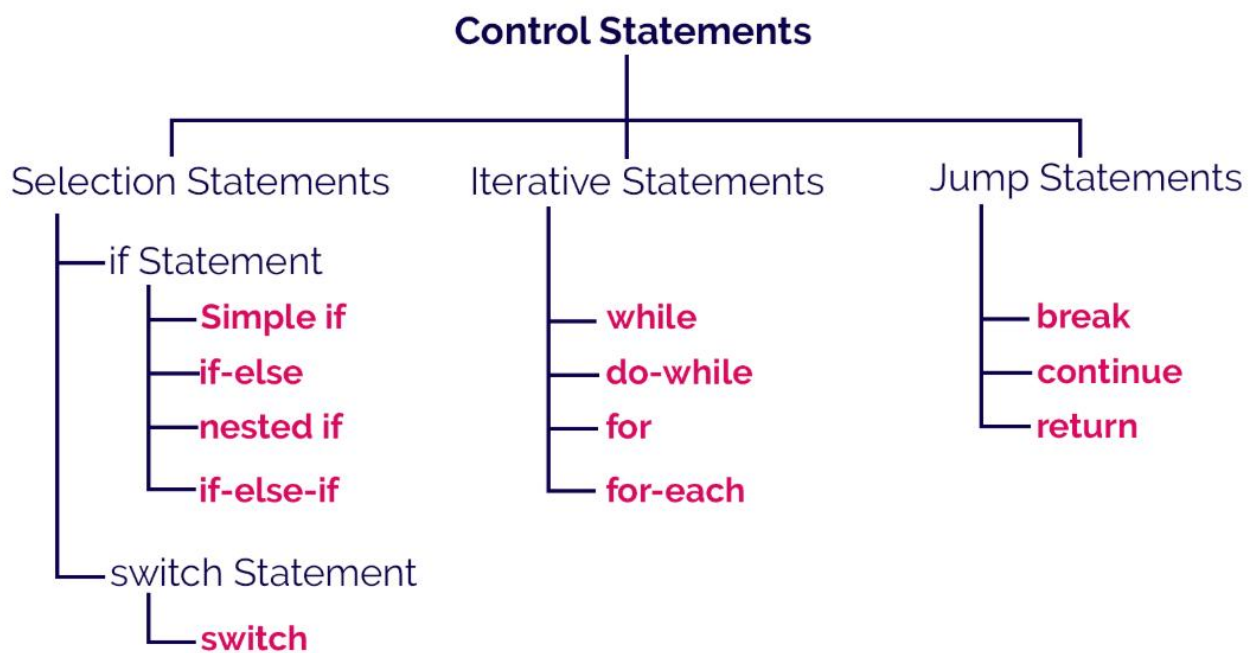 Control Statements
Selection Statements
if Statement
Simple if
if-else
nested if
if-else-if
switch Statement
switch
Iterative Statements
while
do-while
for
for-each
Jump Statements
break
continue
return